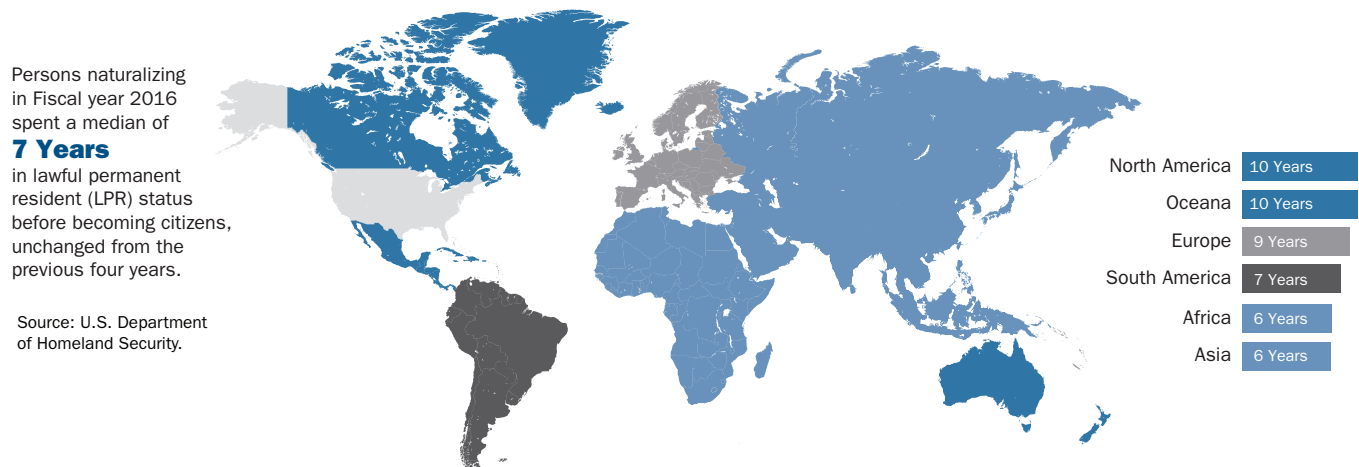 Persons naturalizing
in Fiscal year 2016
spent a median of
7 Years
in lawful permanent
resident (LPR) status
before becoming citizens,
unchanged from the
previous four years.
Source: U.S. Department
of Homeland Security.
North America 10 Years
Oceana 10 Years
Europe 9 Years
South America 7 Years
Africa 6 Years
Asia 6 Years